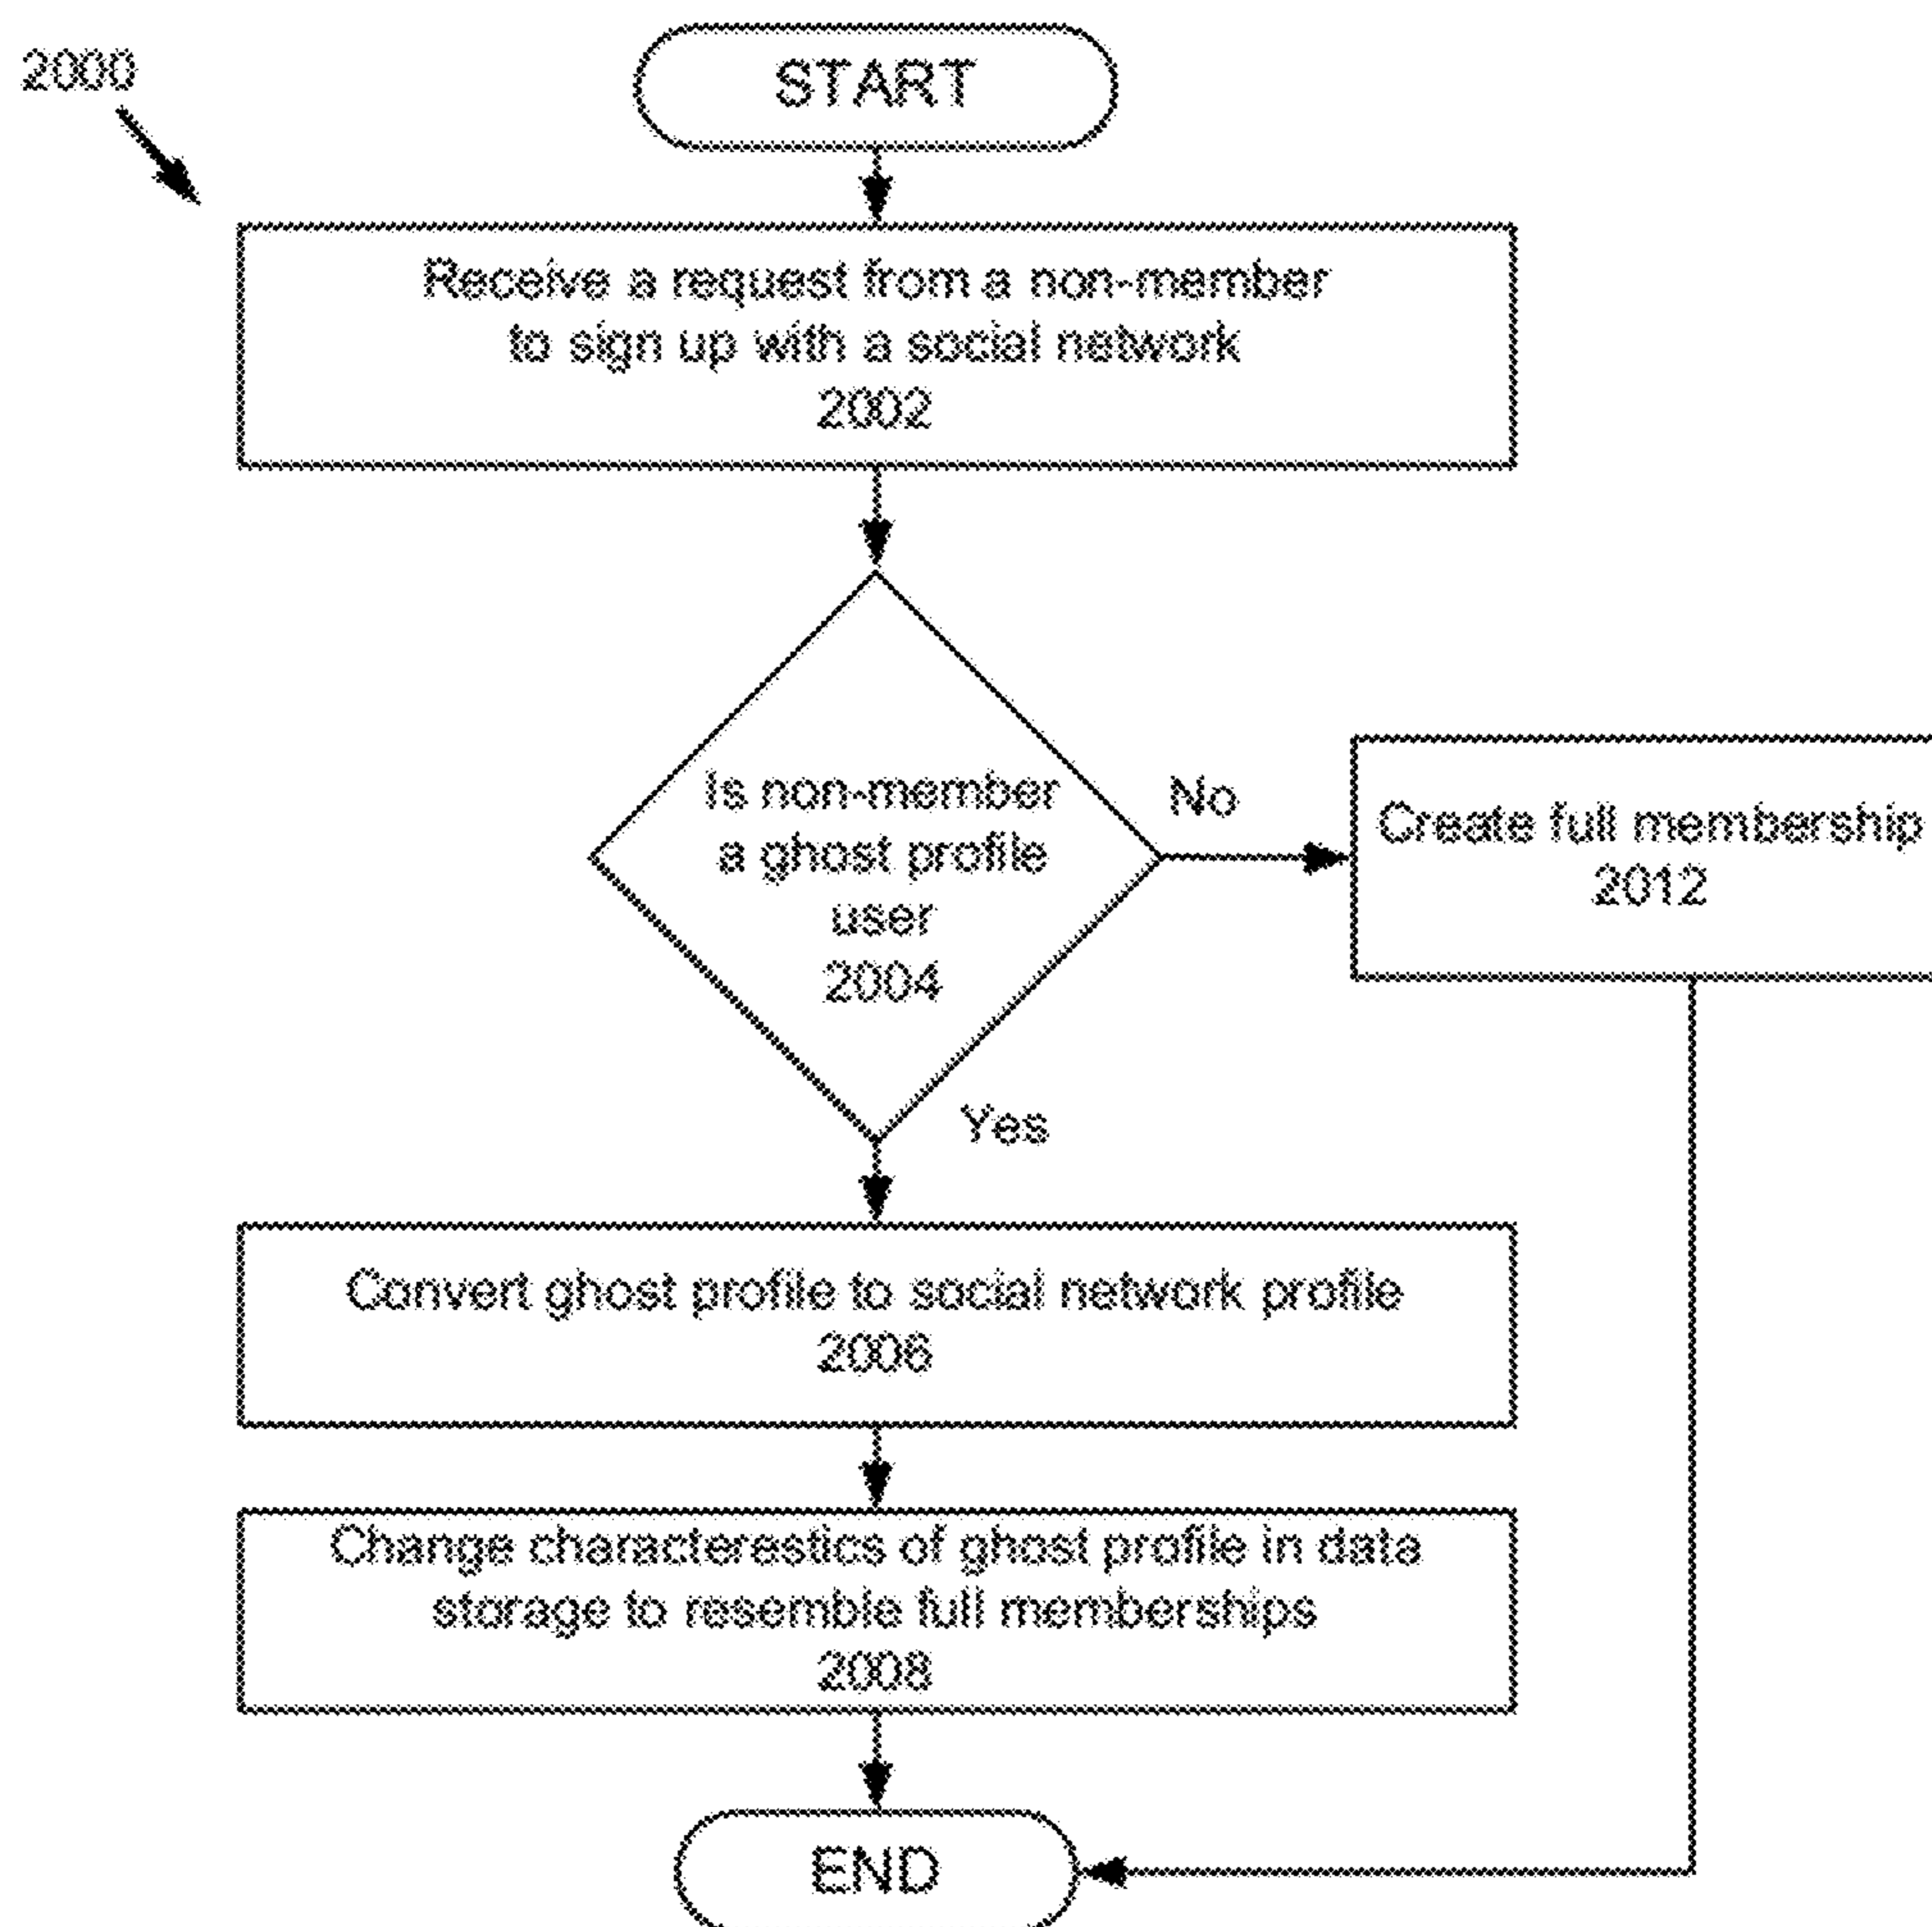 2000
START
Receive a request from a non-member
to sign up with a social network
2002
Is non-member
a ghost profile
user
2004
No
Create full membership
2012
Yes
Convert ghost profile to social network profile
2006
Change characterestics of ghost profile in data
storage to resemble full memberships
2008
END